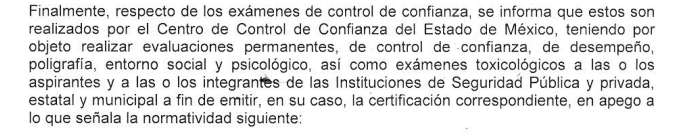 Finalmente, respecto de los exámenes de control de confianza, se informa que estos son
realizados por el Centro de Control de Confianza del Estado de México, teniendo por
objeto realizar evaluaciones permanentes, de control de confianza, de desempeño,
poligrafía, entorno social y psicológico, así como exámenes toxicológicos a las o los
aspirantes y a las o los integrantes de las Instituciones de Seguridad Pública y privada,
estatal y municipal a fin de emitir, en su caso, la certificación correspondiente, en apego a
lo que señala la normatividad siguiente: